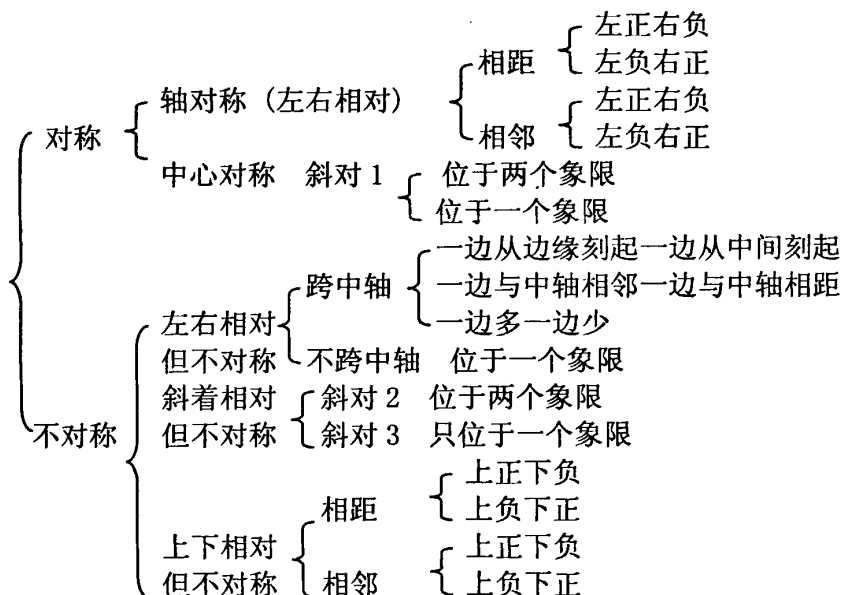 左正右负
相距 左负右正
轴对称（左右相对） 左正右负
对称 相邻 左负右正
中心对称 斜对1 位于两个象限
位于一个象限
一边从边缘刻起一边从中间刻起
跨中轴 一边与中轴相邻一边与中轴相距
左右相对 一边多一边少
但不对称 不跨中轴 位于一个象限
斜着相对 斜对2 位于两个象限
不对称 但不对称 斜对3 只位于一个象限
上正下负
相距 上负下正
上下相对 上正下负
但不对称 相邻 上负下正